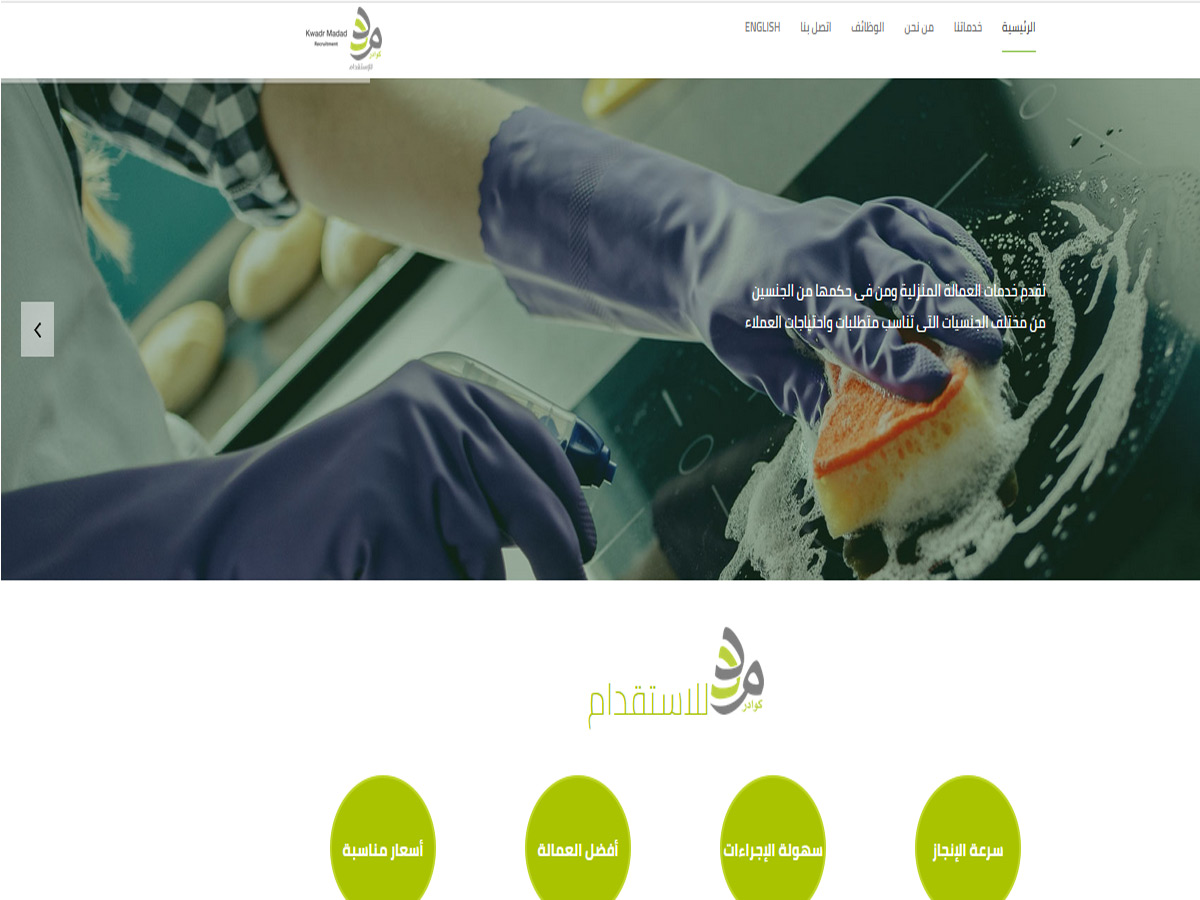 الرئيسية
خدماتنا
من نحن
الوظائف
اتصل بنا
ENGLISH
Kwadr Madad
Recruitment
مدد
كوادر
للإستقدام
تقدم خدمات العمالة المنزلية ومن فى حكمها من الجنسين
من مختلف الجنسيات التى تناسب متطلبات واحتياجات العملاء
مدد
كوادر
للاستقدام
سرعة الإنجاز
سهولة الإجراءات
أفضل العمالة
أسعار مناسبة